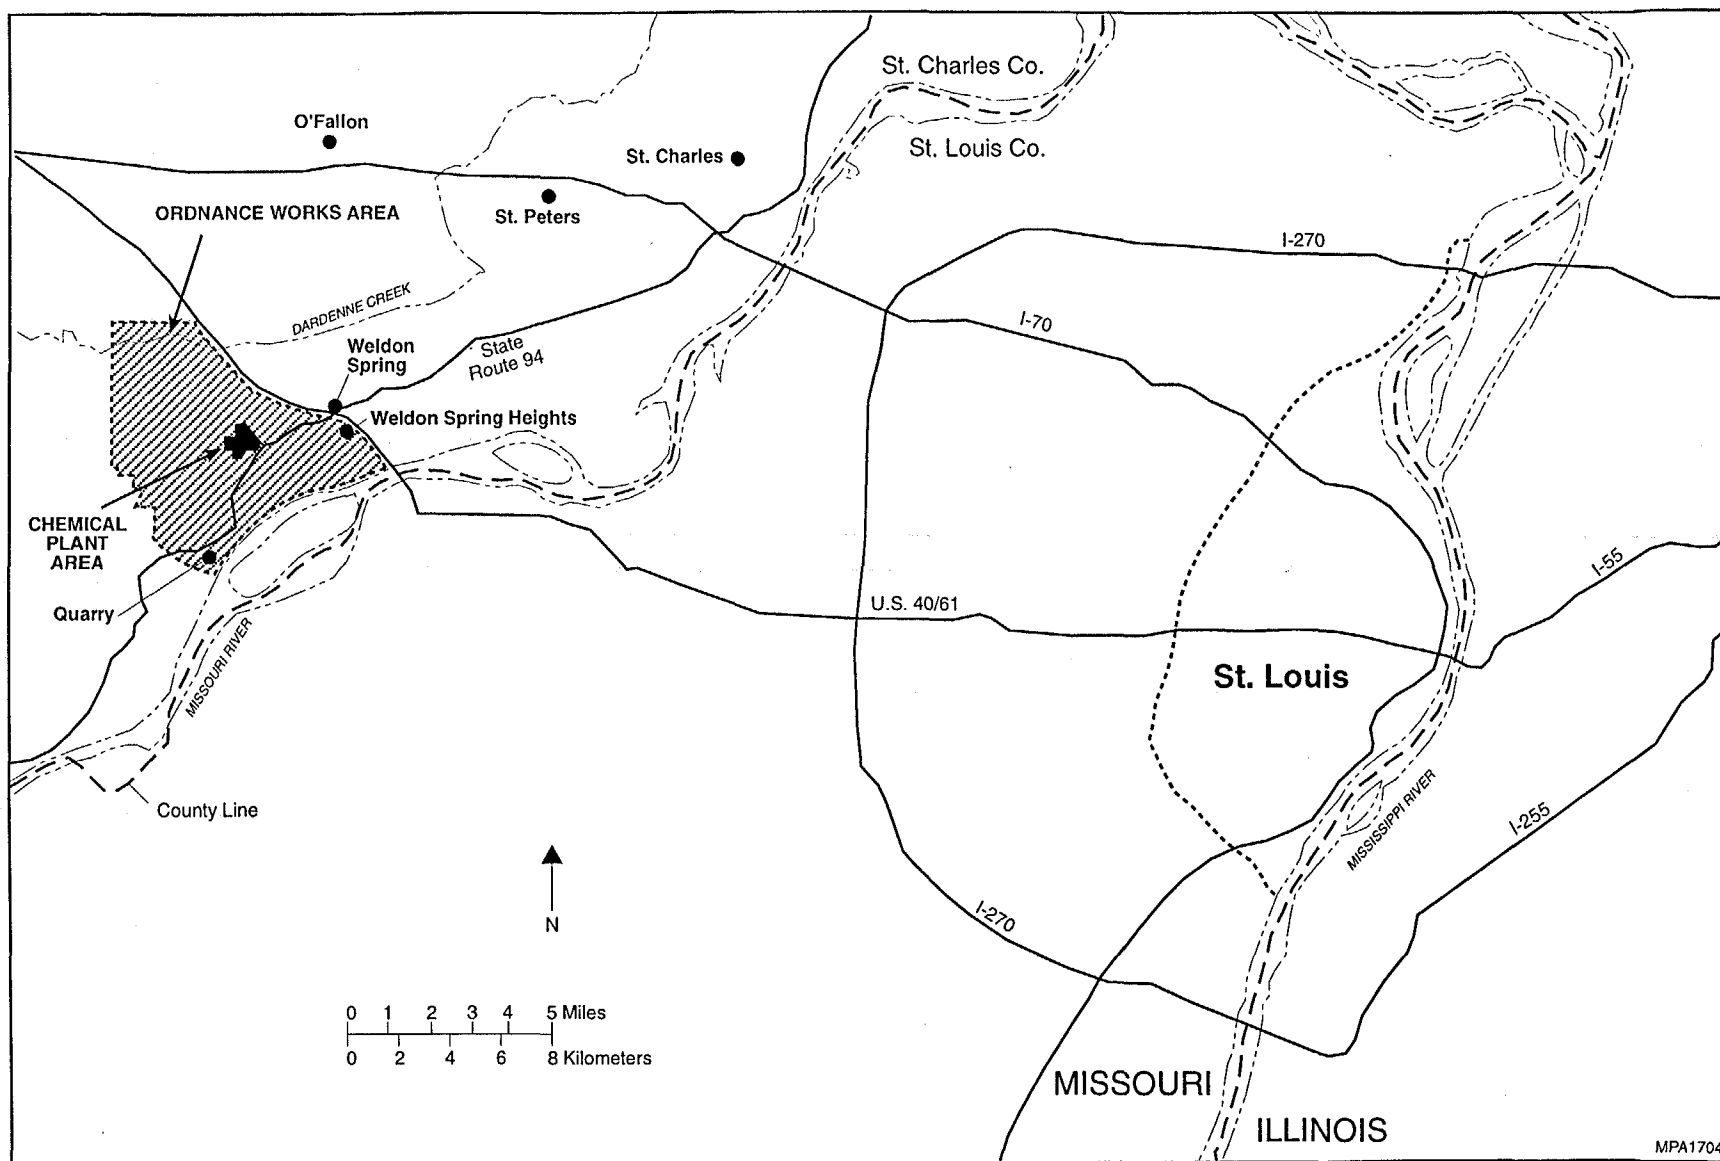 St. Charles Co.
O'Fallon
St. Charles
St. Louis Co.
ORDNANCE WORKS AREA
St. Peters
I-270
DARDENNE CREEK
I-70
Weldon
Spring
State
Route 94
Weldon Spring Heights
CHEMICAL
PLANT
AREA
I-55
Quarry
U.S. 40/61
MISSOURI RIVER
St. Louis
County Line
MISSISSIPPI RIVER
I-255
I-270
N
0 1 2 3 4 5 Miles
0 2 4 6 8 Kilometers
MISSOURI
ILLINOIS
MPA1704